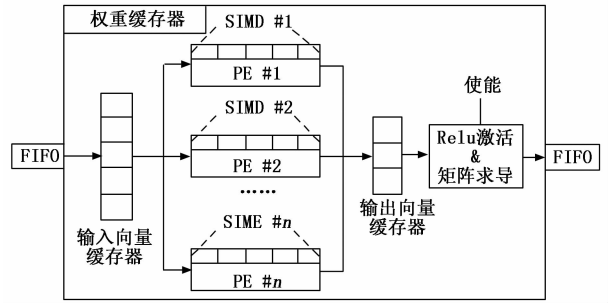 权重缓存器
SIMD #1
PE #1
使能
SIMD #2
FIFO
PE #2
Relu激活
&
矩阵求导
FIFO
……
输入向量
缓存器
输出向量
缓存器
SIME #n
PE #n